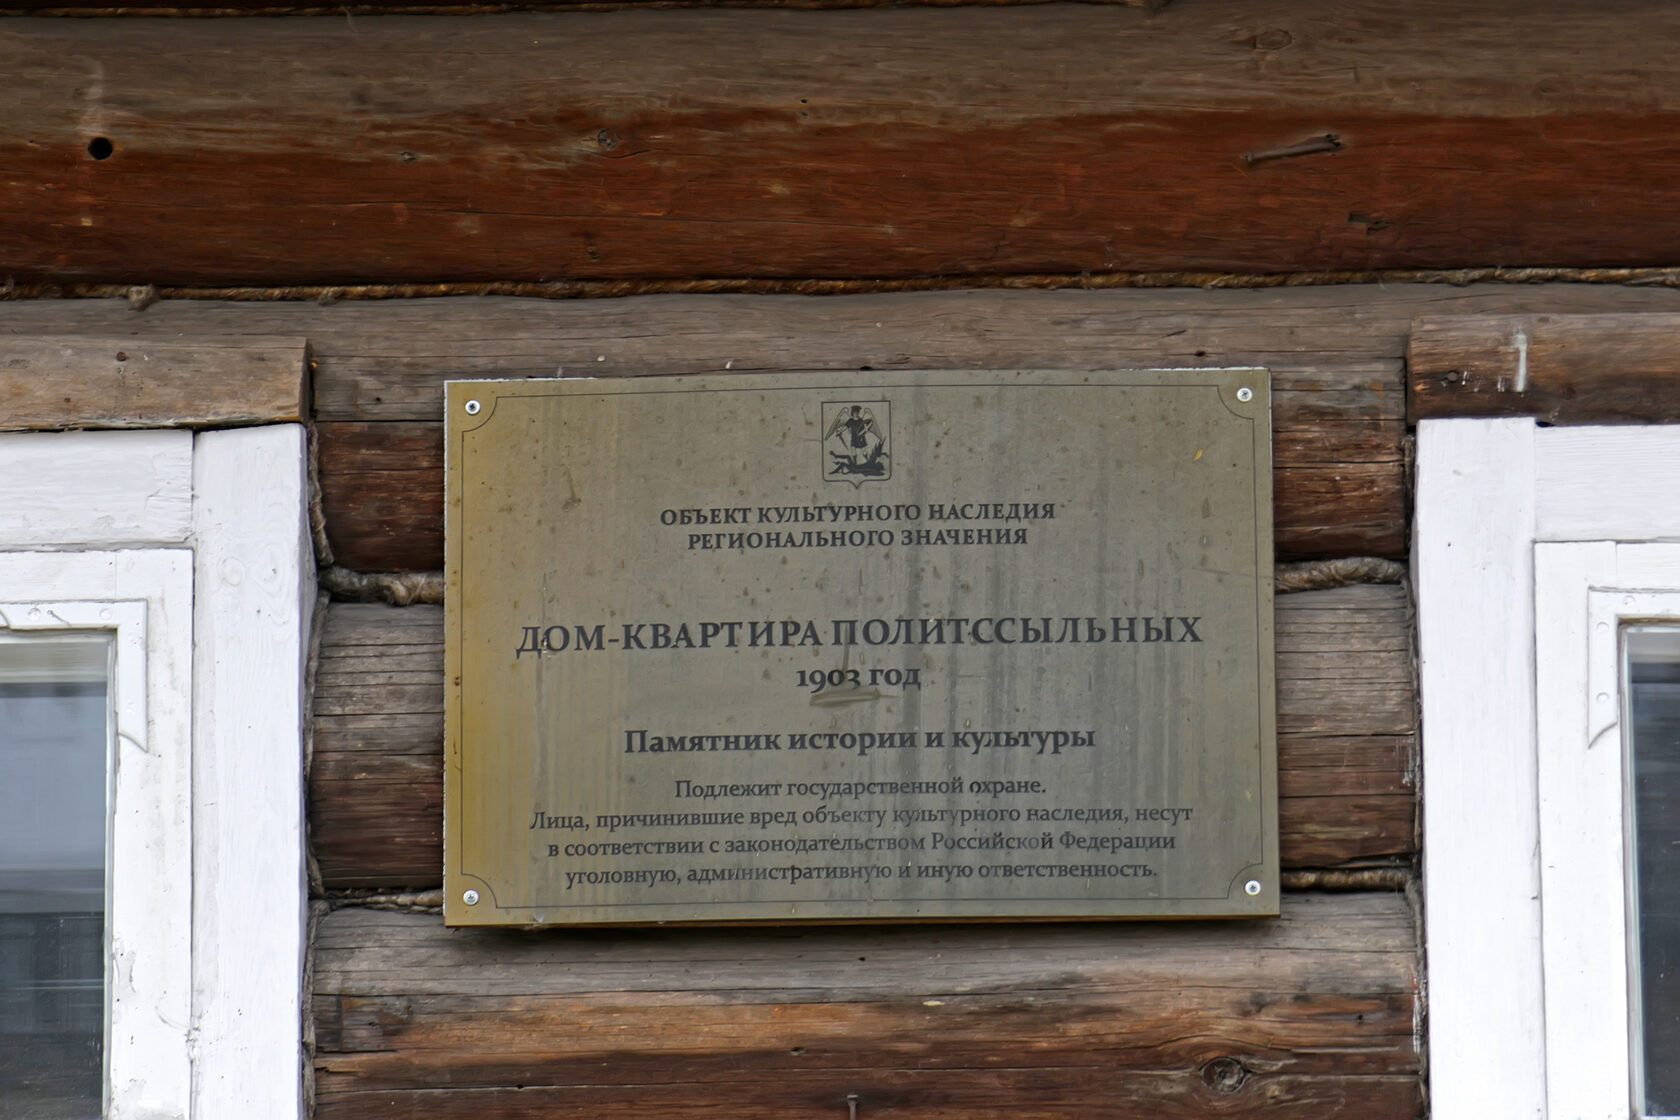 ОБЪЕКТ КУЛЬТУРНОГО НАСЛЕДИЯ
РЕГИОНАЛЬНОГО ЗНАЧЕНИЯ
ДОМ-КВАРТИРА ПОЛИТССЫЛЬНЫХ
1903 год
Памятник истории и культуры
Подлежит государственной охране.
Лица, причинившие вред объекту культурного наследия, несут
в соответствии с законодательством Российской Федерации
уголовную, административную и иную ответственность.